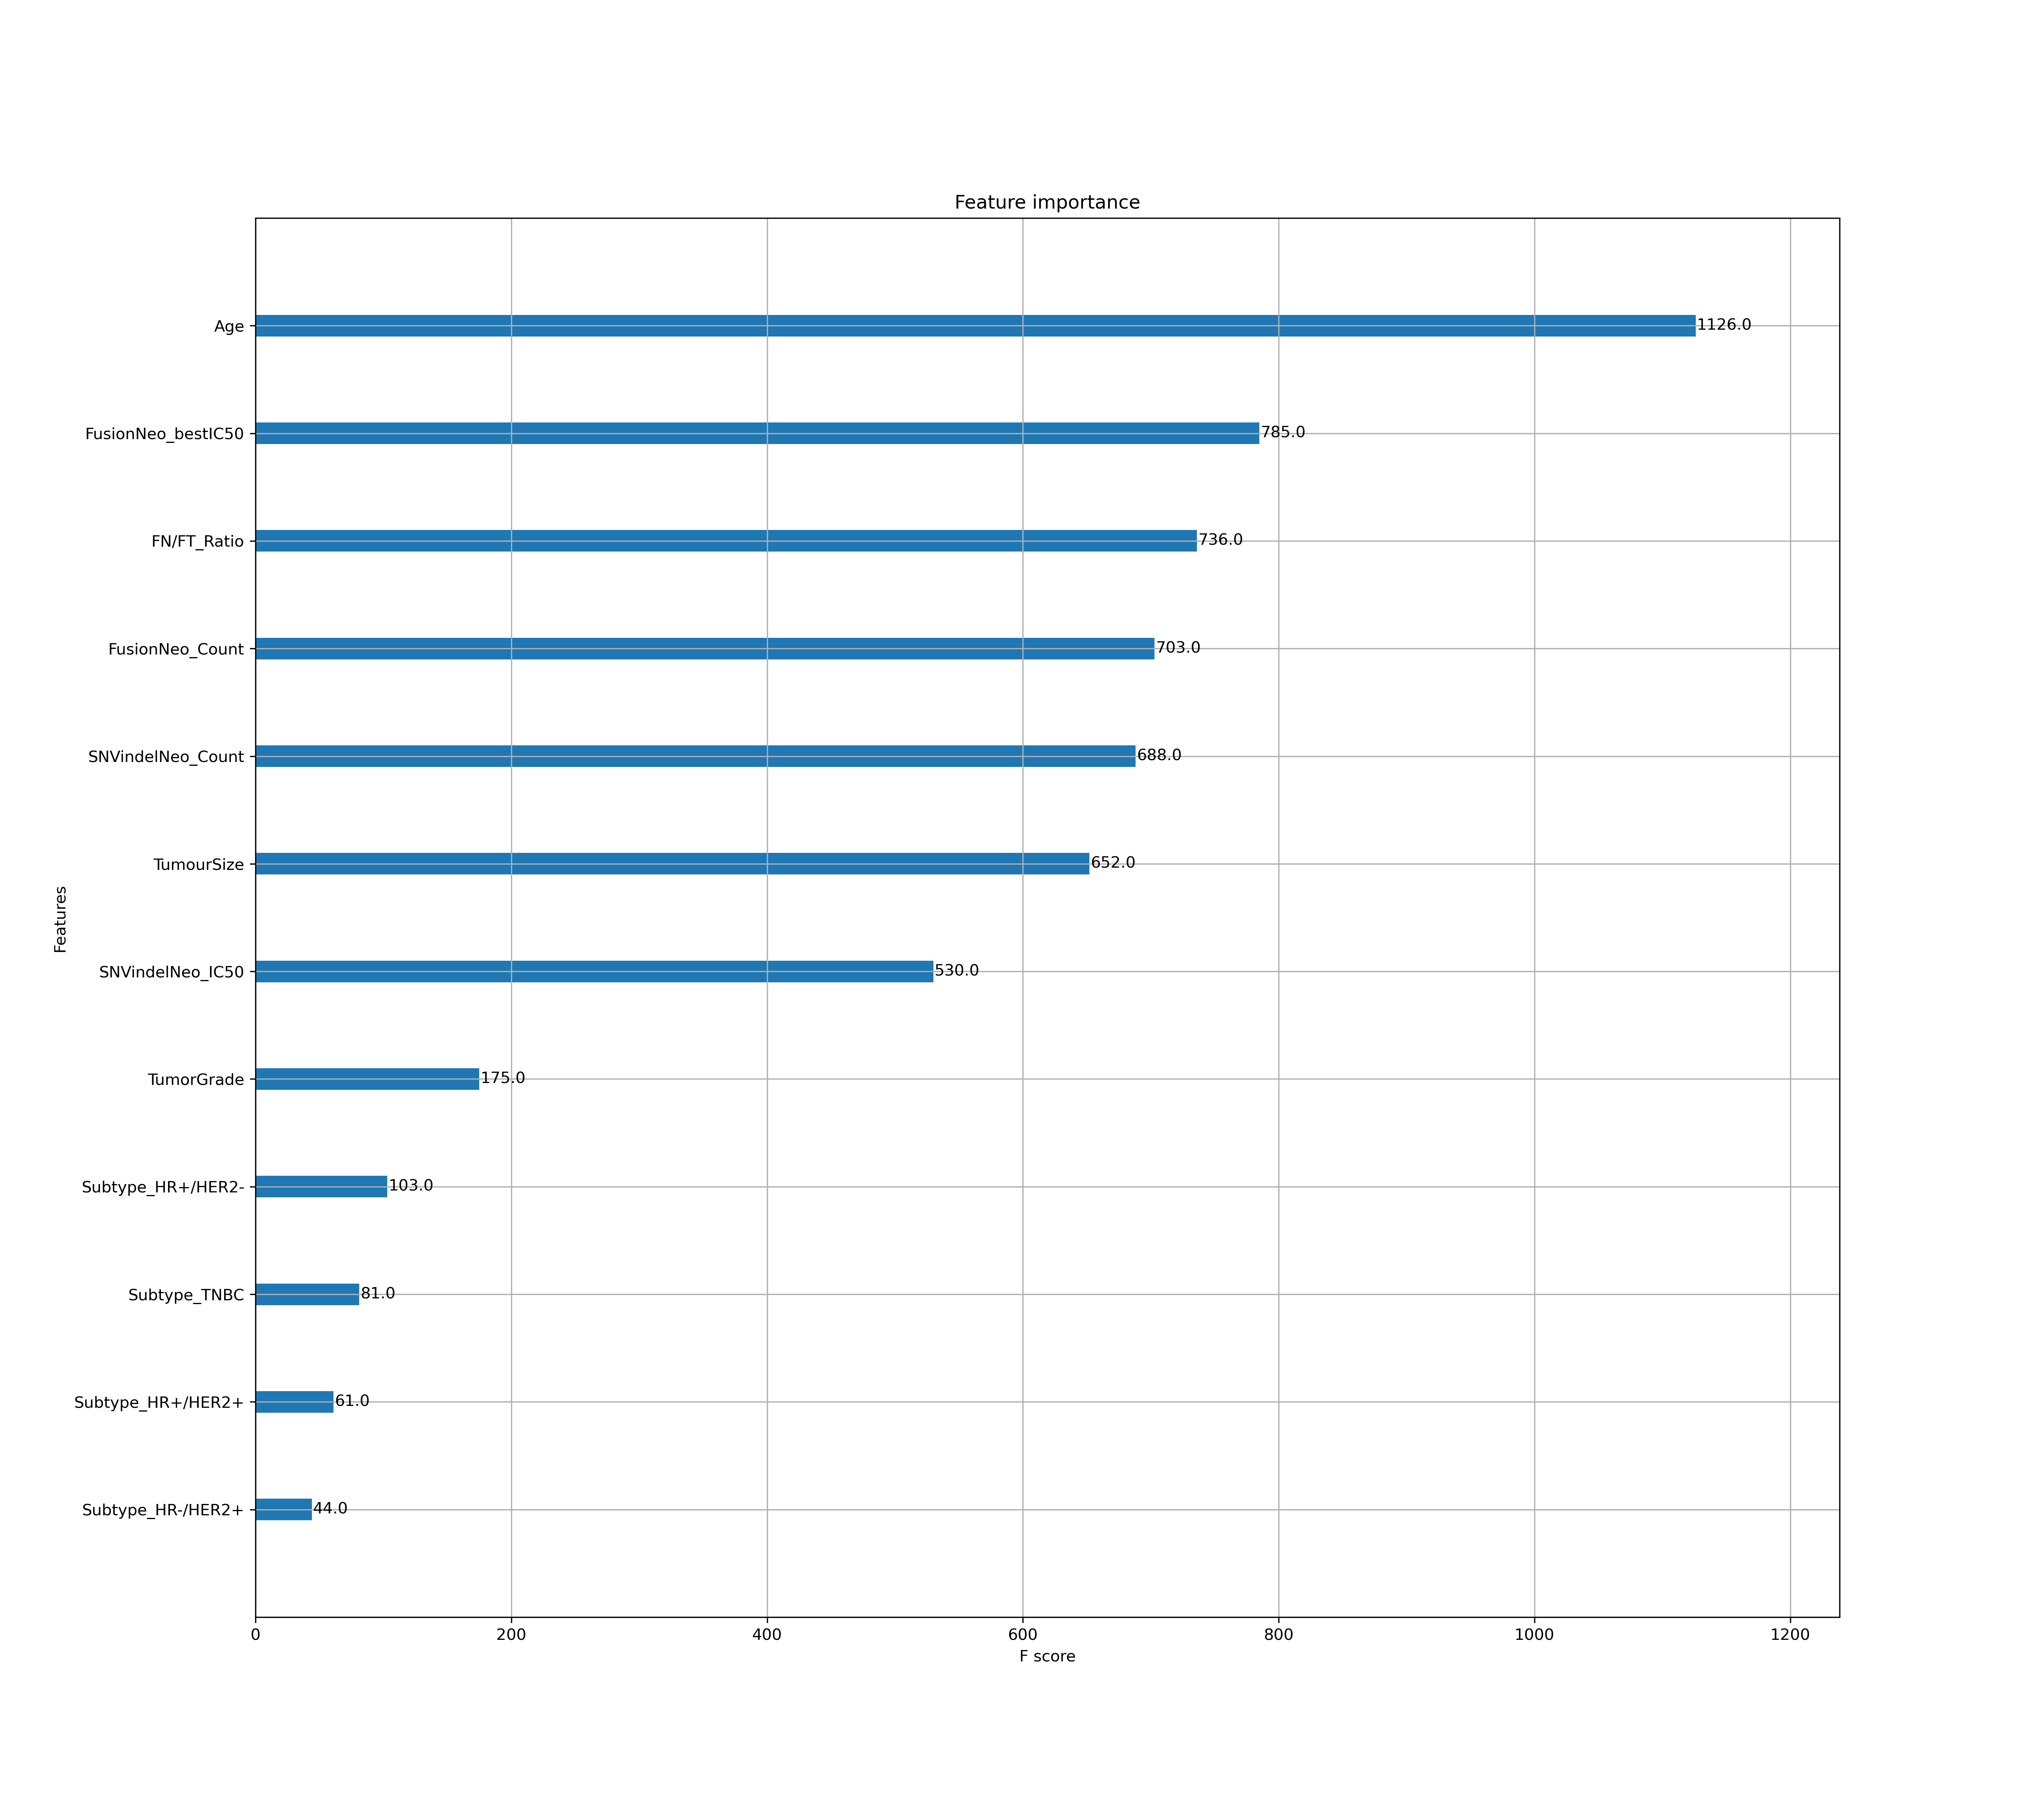 Feature importance
Age
1126.0
FusionNeo_bestIC50
785.0
FN/FT_Ratio
736.0
FusionNeo_Count
703.0
SNVindelNeo_Count
688.0
TumourSize
652.0
Features
SNVindelNeo_IC50
530.0
TumorGrade
175.0
Subtype_HR+/HER2-
103.0
Subtype_TNBC
81.0
Subtype_HR+/HER2+
61.0
Subtype_HR-/HER2+
44.0
0 200 400 600 800 1000 1200
F score